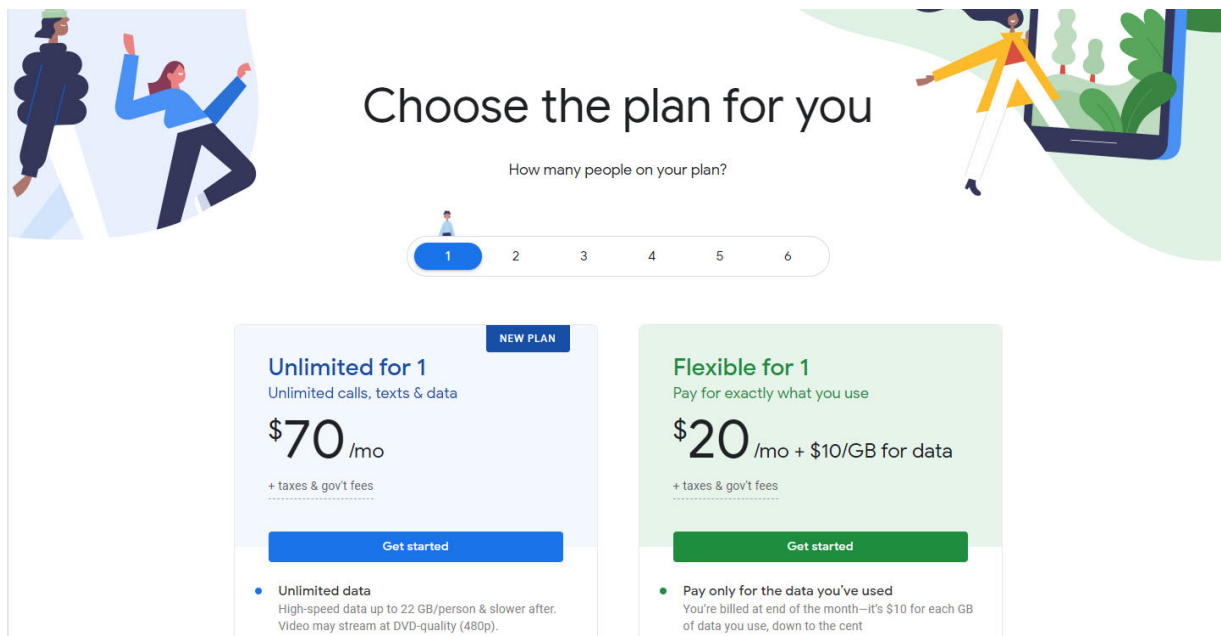 Choose the plan for you
How many people on your plan?
1 2 3 4 5 6
NEW PLAN
Unlimited for 1
Unlimited calls, texts & data
$70 /mo
+ taxes & gov't fees
Get started
Unlimited data
High-speed data up to 22 GB/person & slower after.
Video may stream at DVD-quality (480p).
Flexible for 1
Pay for exactly what you use
$20 /mo + $10/GB for data
+ taxes & gov't fees
Get started
Pay only for the data you've used
You're billed at end of the month—it's $10 for each GB
of data you use, down to the cent